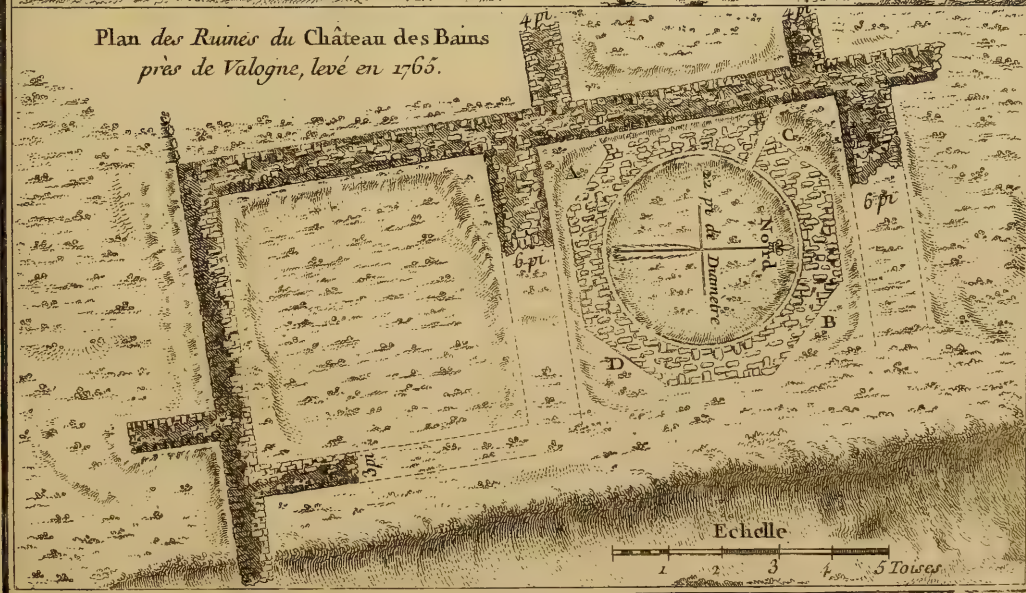 Plan des Ruines du Château des Bains
près de Valogne, levé en 1765.
4 pi
4 pi
A
C
22 pi de Diametre
Nord
6 pi
6 pi
B
D
3 pi
Echelle
1 2 3 4 5 Toises